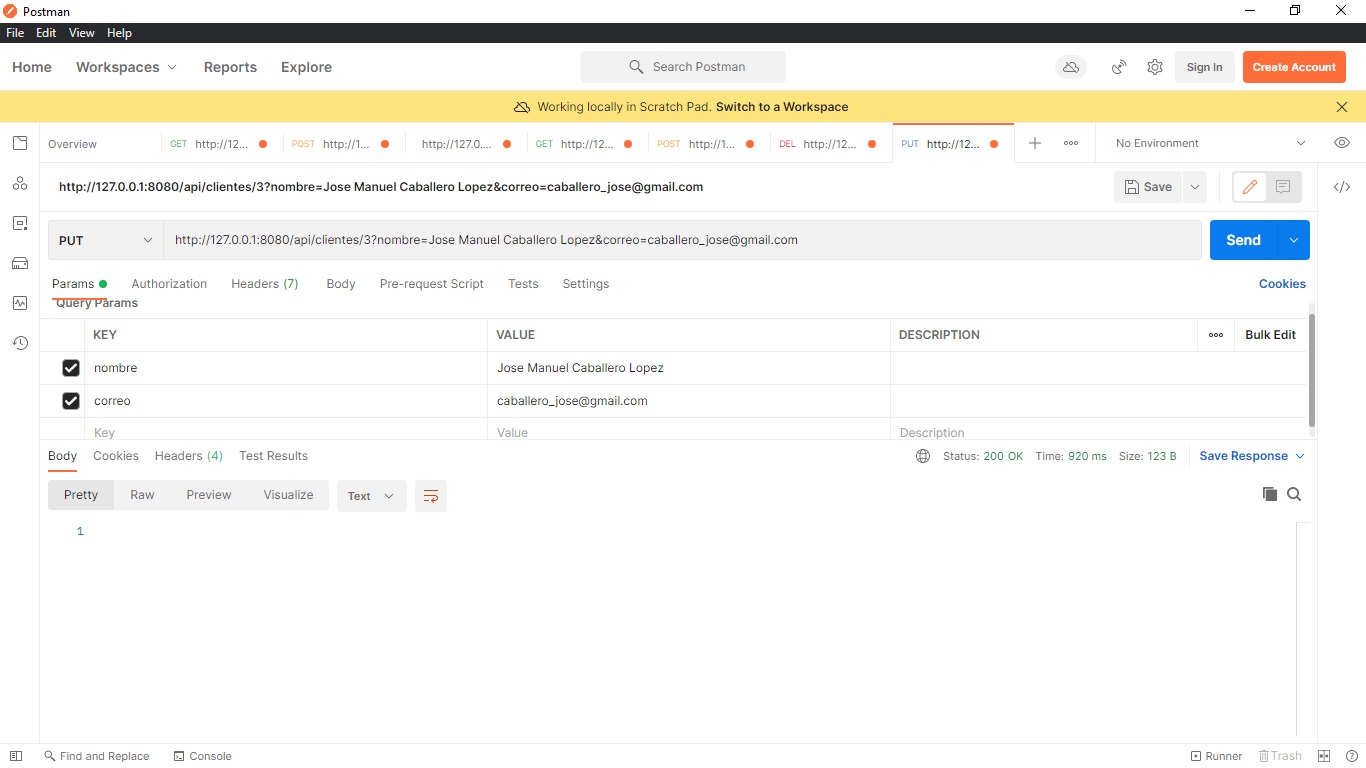 Postman
File Edit View Help
Home Workspaces Reports Explore Search Postman Sign In Create Account
Working locally in Scratch Pad. Switch to a Workspace
Overview GET http://12... POST http://1... http://127.0.... GET http://12... POST http://1... DEL http://12... PUT http://12... No Environment
http://127.0.0.1:8080/api/clientes/3?nombre=Jose Manuel Caballero Lopez&correo=caballero_jose@gmail.com Save
PUT http://127.0.0.1:8080/api/clientes/3?nombre=Jose Manuel Caballero Lopez&correo=caballero_jose@gmail.com Send
Params Authorization Headers (7) Body Pre-request Script Tests Settings Cookies
Query Params
KEY VALUE DESCRIPTION Bulk Edit
nombre Jose Manuel Caballero Lopez
correo caballero_jose@gmail.com
Key Value Description
Body Cookies Headers (4) Test Results Status: 200 OK Time: 920 ms Size: 123 B Save Response
Pretty Raw Preview Visualize Text
1
Find and Replace Console Runner Trash